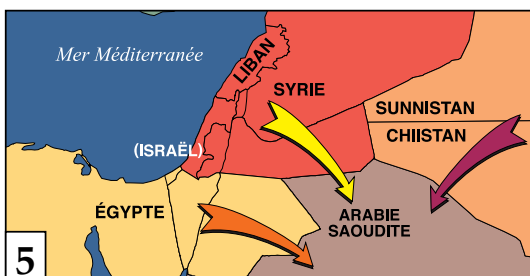 Mer Méditerranée
LIBAN
SYRIE
SUNNISTAN
CHIISTAN
(ISRAËL)
ÉGYPTE
ARABIE
SAOUDITE
5